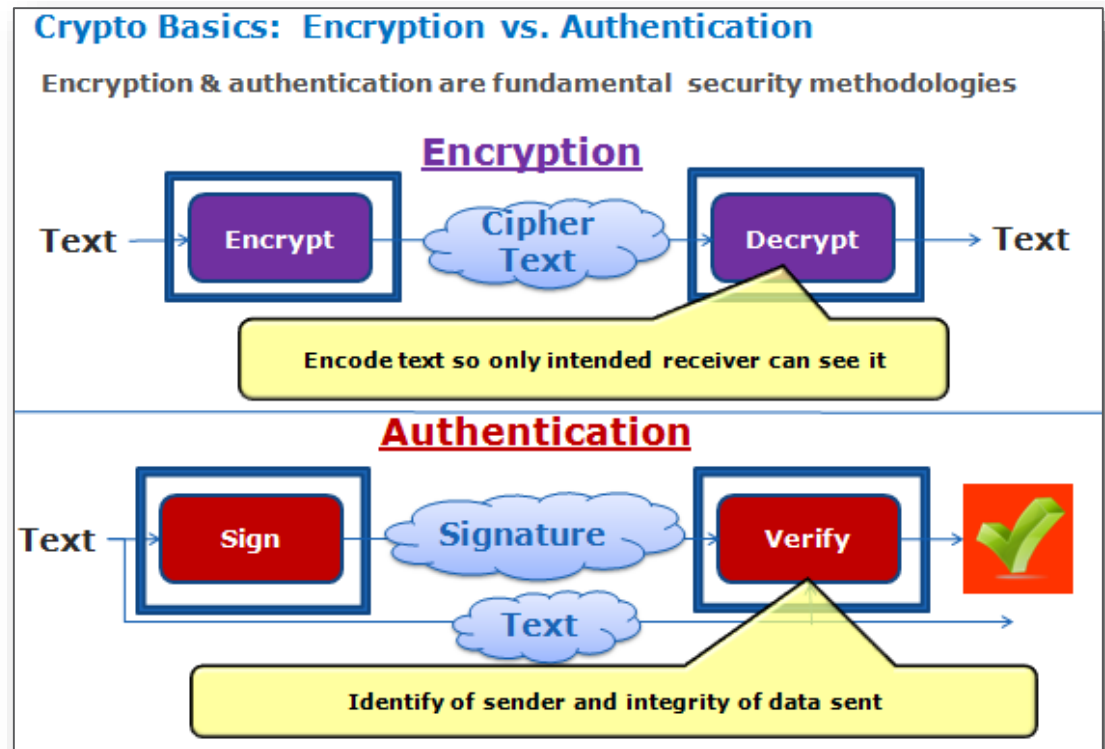 Crypto Basics: Encryption vs. Authentication
Encryption & authentication are fundamental security methodologies
Encryption
Text
Encrypt
Cipher
Text
Decrypt
Text
Encode text so only intended receiver can see it
Authentication
Text
Sign
Signature
Verify
Text
Identify of sender and integrity of data sent